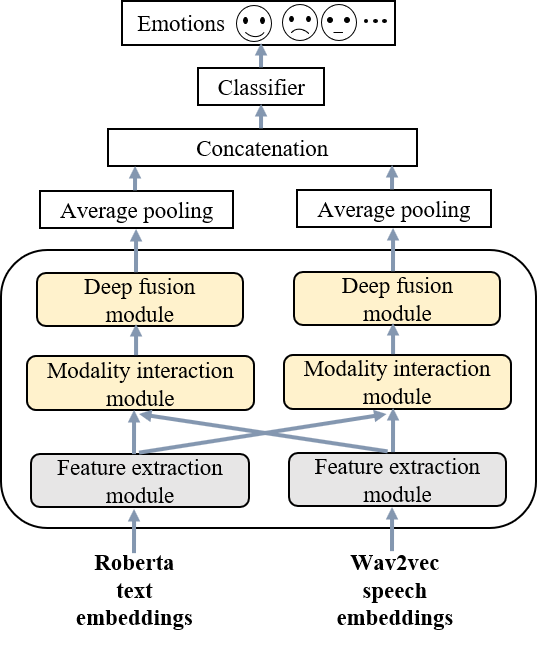 Emotions ...
Classifier
Concatenation
Average pooling
Average pooling
Deep fusion
module
Deep fusion
module
Modality interaction
module
Modality interaction
module
Feature extraction
module
Feature extraction
module
Roberta
text
embeddings
Wav2vec
speech
embeddings